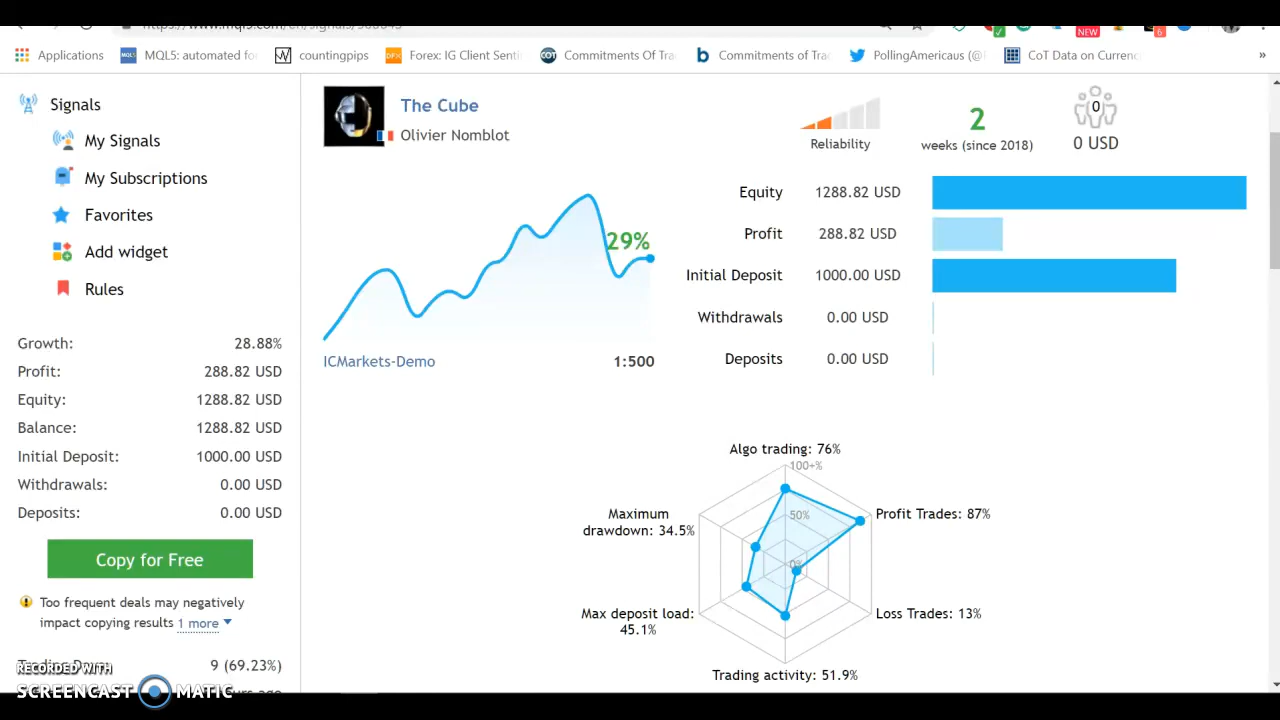 NEW
6
Applications
MQL5: automated fo
countingpips
Forex: IG Client Senti
Commitments Of Tra
Commitments of Trad
PollingAmericaus (@
CoT Data on Currenc
»
Signals
My Signals
My Subscriptions
Favorites
Add widget
Rules
Growth: 28.88%
Profit: 288.82 USD
Equity: 1288.82 USD
Balance: 1288.82 USD
Initial Deposit: 1000.00 USD
Withdrawals: 0.00 USD
Deposits: 0.00 USD
Copy for Free
Too frequent deals may negatively
impact copying results 1 more
9 (69.23%)
RECORDED WITH
SCREENCAST MATIC
The Cube
Olivier Nomblot
29%
ICMarkets-Demo 1:500
Reliability
2
weeks (since 2018)
0
0 USD
Equity 1288.82 USD
Profit 288.82 USD
Initial Deposit 1000.00 USD
Withdrawals 0.00 USD
Deposits 0.00 USD
Algo trading: 76%
100+%
Maximum
drawdown: 34.5%
50%
Profit Trades: 87%
0%
Max deposit load:
45.1%
Loss Trades: 13%
Trading activity: 51.9%